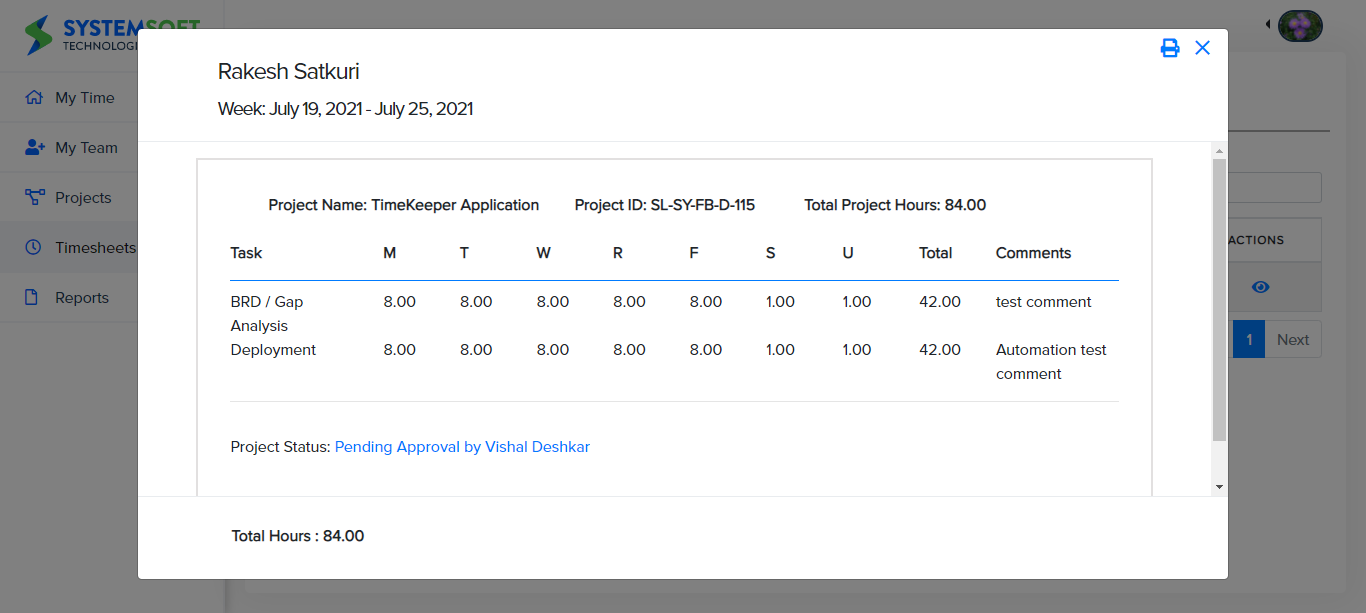 SYSTEMSOFT
Rakesh Satkuri
Week: July 19, 2021 - July 25, 2021
My Time
My Team
Projects
Timesheets
Reports
Project Name: TimeKeeper Application Project ID: SL-SY-FB-D-115 Total Project Hours: 84.00
Task M T W R F S U Total Comments
BRD / Gap 8.00 8.00 8.00 8.00 8.00 1.00 1.00 42.00 test comment
Analysis
Deployment 8.00 8.00 8.00 8.00 8.00 1.00 1.00 42.00 Automation test
comment
Project Status: Pending Approval by Vishal Deshkar
Total Hours : 84.00
ACTIONS
1 Next